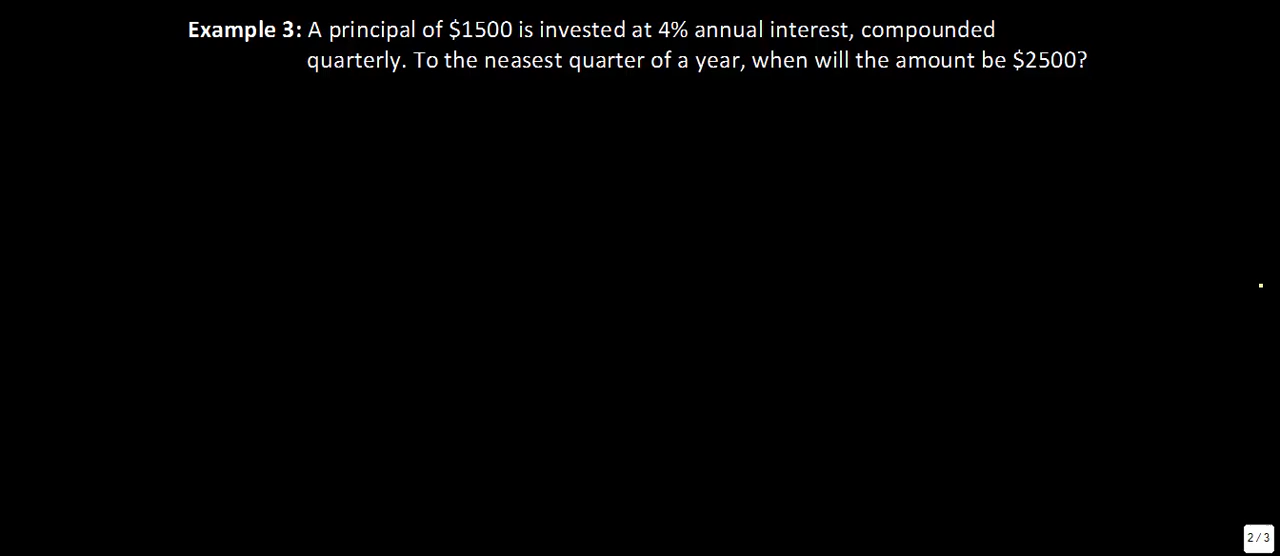 Example 3: A principal of $1500 is invested at 4% annual interest, compounded
quarterly. To the neasest quarter of a year, when will the amount be $2500?
2/3